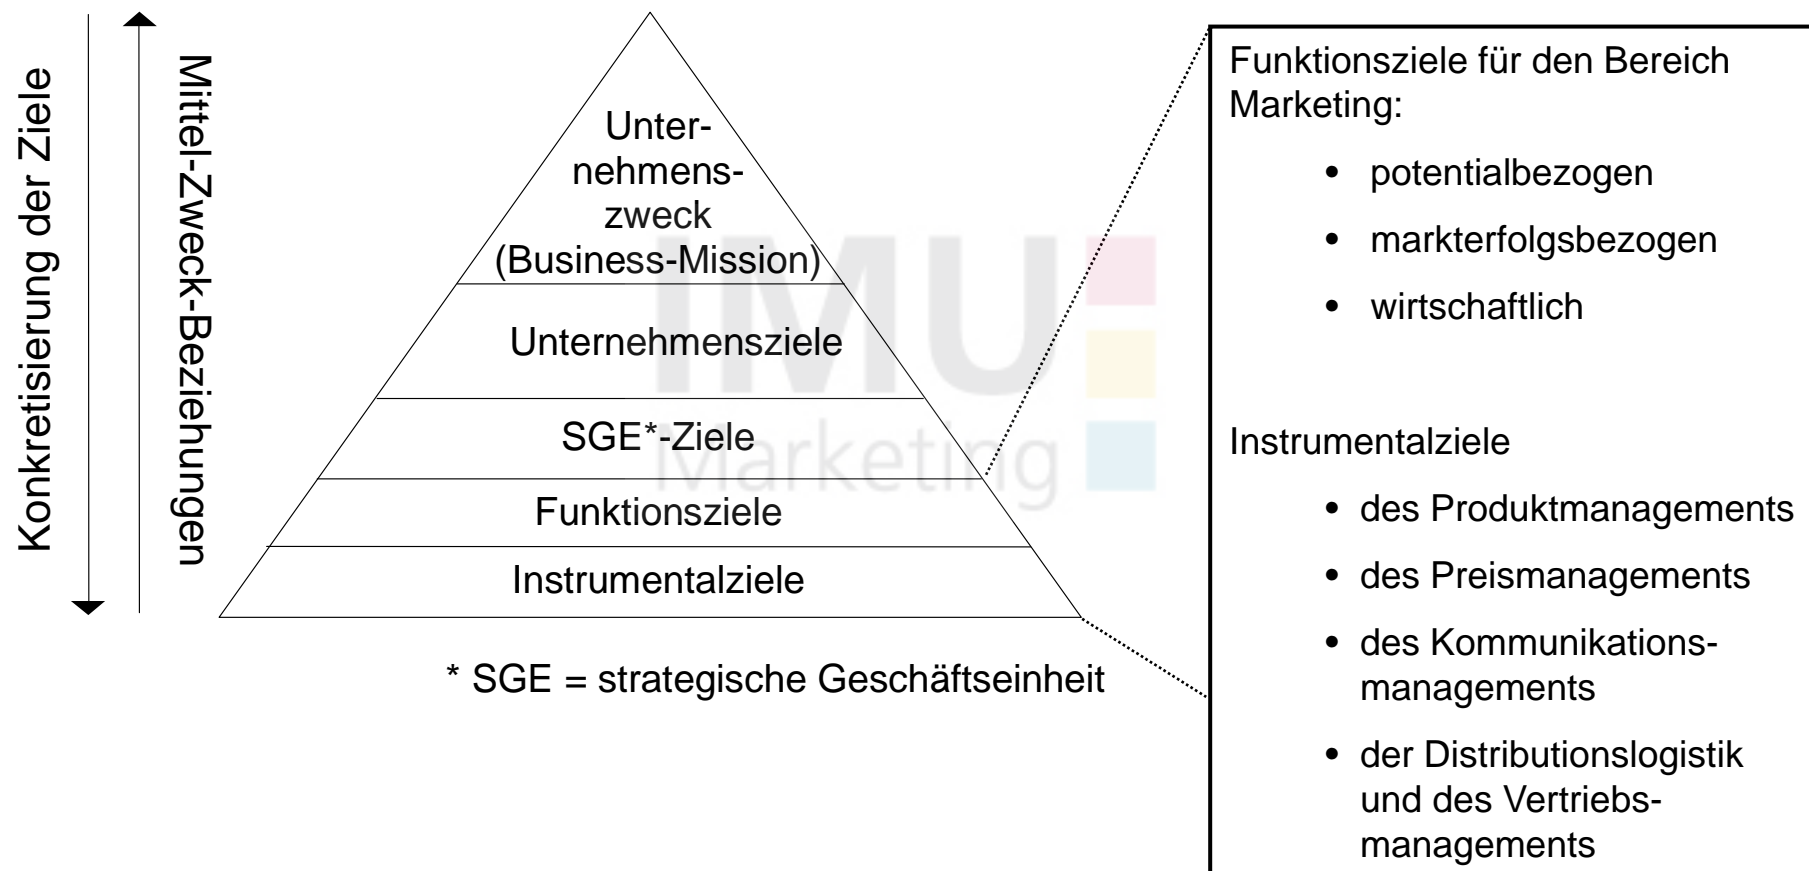 Konkretisierung der Ziele
Mittel-Zweck-Beziehungen
Unter-
nehmens-
zweck
(Business-Mission)
Unternehmensziele
SGE*-Ziele
Funktionsziele
Instrumentalziele
* SGE = strategische Geschäftseinheit
IMU
Marketing
Funktionsziele für den Bereich
Marketing:
• potentialbezogen
• markterfolgsbezogen
• wirtschaftlich
Instrumentalziele
• des Produktmanagements
• des Preismanagements
• des Kommunikations-
managements
• der Distributionslogistik
und des Vertriebs-
managements